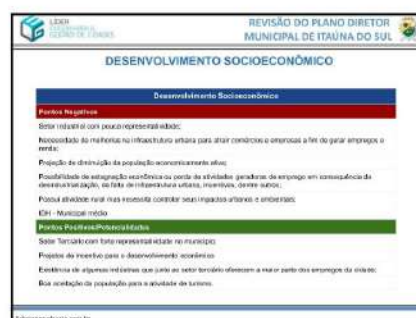 LÍDER
ENGENHARIA E
GESTÃO DE CIDADES
REVISÃO DO PLANO DIRETOR
MUNICIPAL DE ITAÚNA DO SUL
DESENVOLVIMENTO SOCIOECONÔMICO
Desenvolvimento Socioeconômico
Pontos Negativos
Setor industrial com pouca representatividade;
Necessidade de melhorias na infraestrutura urbana para atrair comércios e empresas a fim de gerar empregos e
renda;
Projeção de diminuição da população economicamente ativa;
Possibilidade de estagnação econômica ou perda de atividades geradoras de emprego em consequência da
desindustrialização, da falta de infraestrutura urbana, incentivos, dentre outros;
Possui atividade rural mas necessita controlar seus impactos urbanos e ambientais;
IDH - Municipal médio
Pontos Positivos/Potencialidades
Setor Terciário com forte representatividade no município;
Projetos de incentivo para o desenvolvimento econômico
Existência de algumas indústrias que junto ao setor terciário oferecem a maior parte dos empregos da cidade;
Boa aceitação da população para a atividade de turismo.